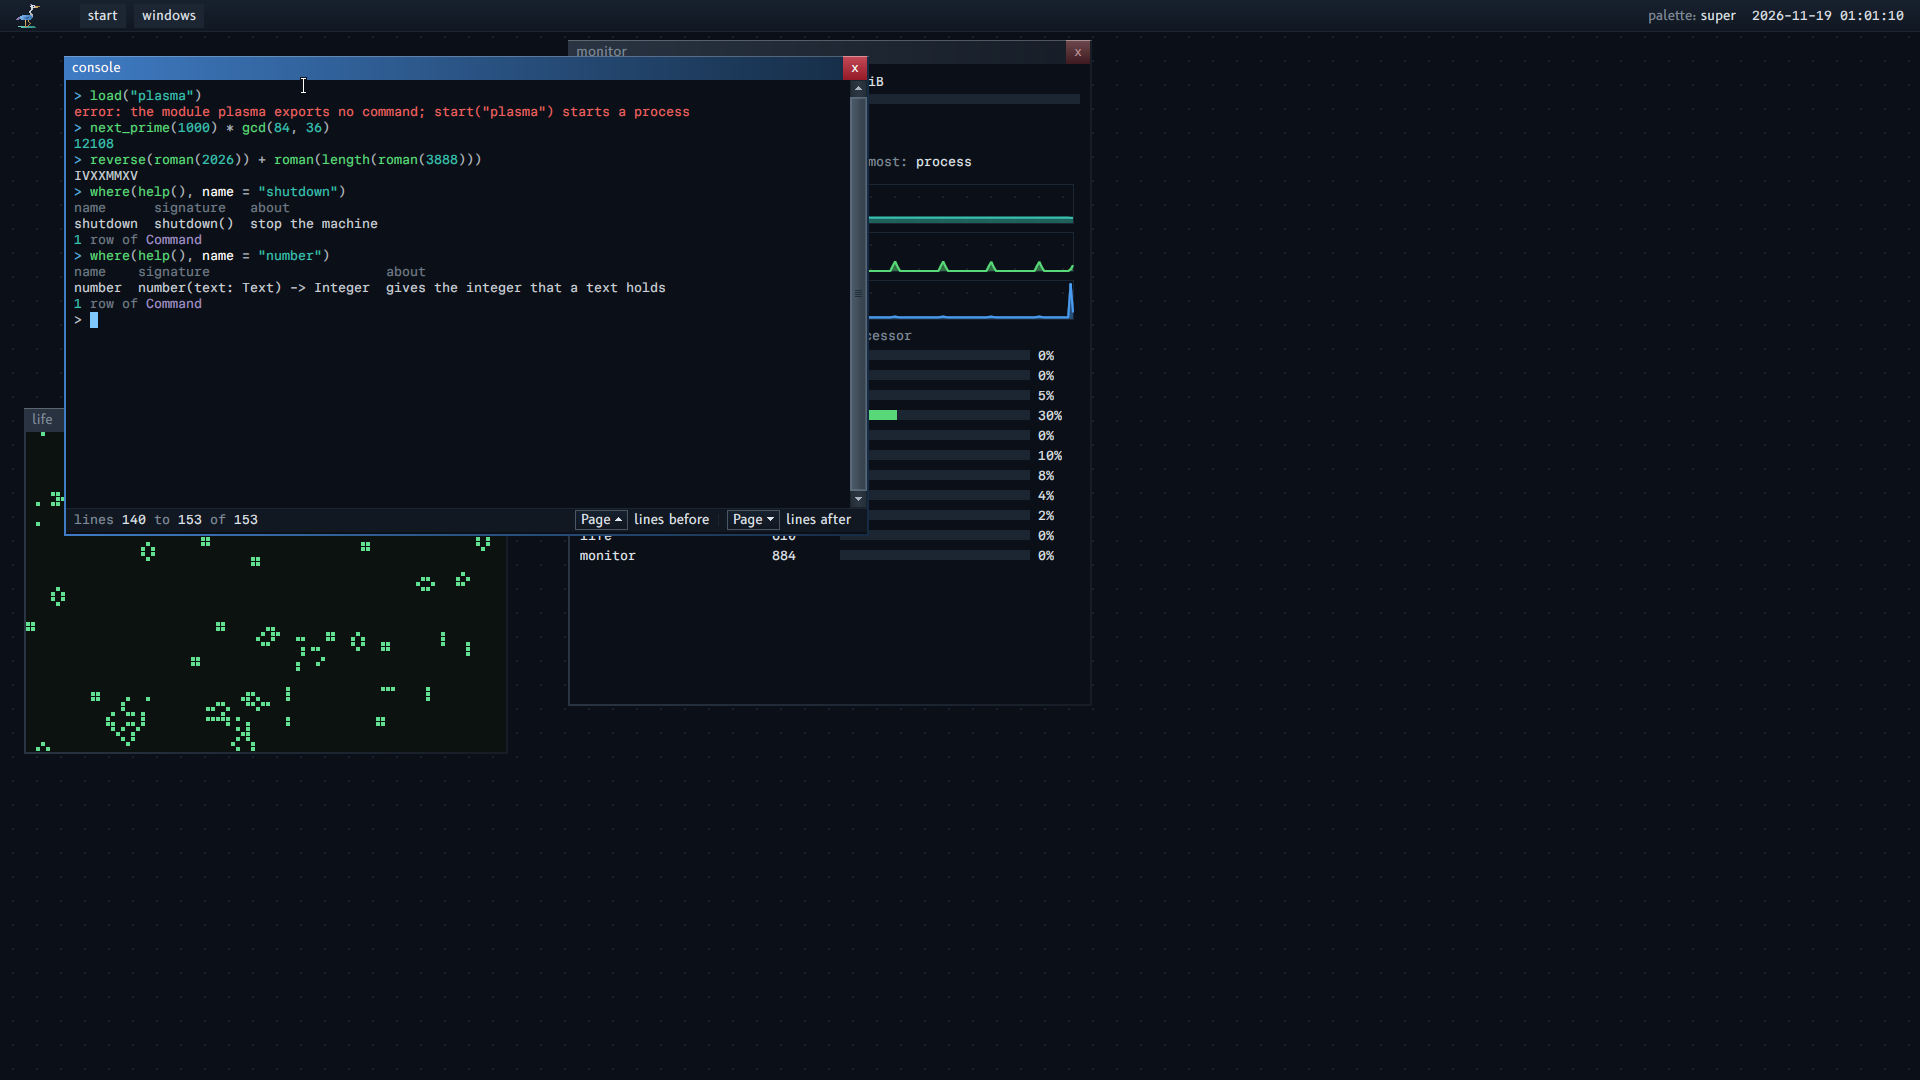 start windows palette: super 2026-11-19 01:01:10
monitor x
console x
iB
> load("plasma")
error: the module plasma exports no command; start("plasma") starts a process
> next_prime(1000) * gcd(84, 36)
12108
> reverse(roman(2026)) + roman(length(roman(3888)))
IVXXMMXV
most: process
> where(help(), name = "shutdown")
name signature about
shutdown shutdown() stop the machine
1 row of Command
> where(help(), name = "number")
name signature about
number number(text: Text) -> Integer gives the integer that a text holds
1 row of Command
>
cessor
0%
0%
5%
30%
0%
10%
8%
4%
2%
life
lines 140 to 153 of 153 Page lines before Page lines after
life 0%
monitor 884 0%